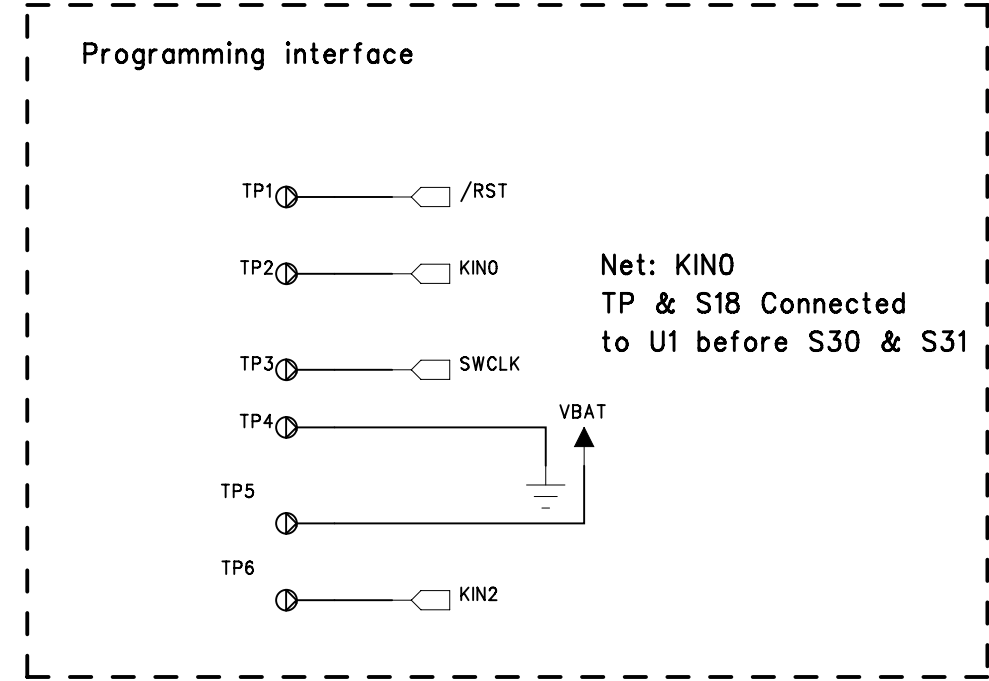 Programming interface
TP1 /RST
TP2 KIN0
Net: KIN0
TP & S18 Connected
to U1 before S30 & S31
TP3 SWCLK
TP4
VBAT
TP5
TP6
KIN2